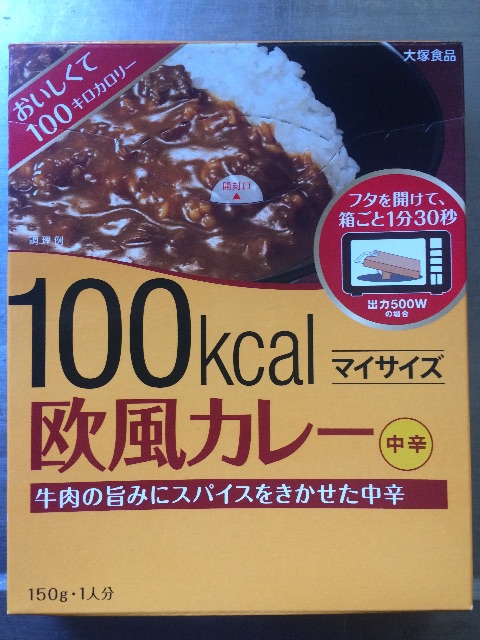 大塚食品
おいしくて
100キロカロリー
開封口
調理例
フタを開けて、
箱ごと1分30秒
出力500W
の場合
100kcal
マイサイズ
欧風カレー
中辛
牛肉の旨みにスパイスをきかせた中辛
150g・1人分